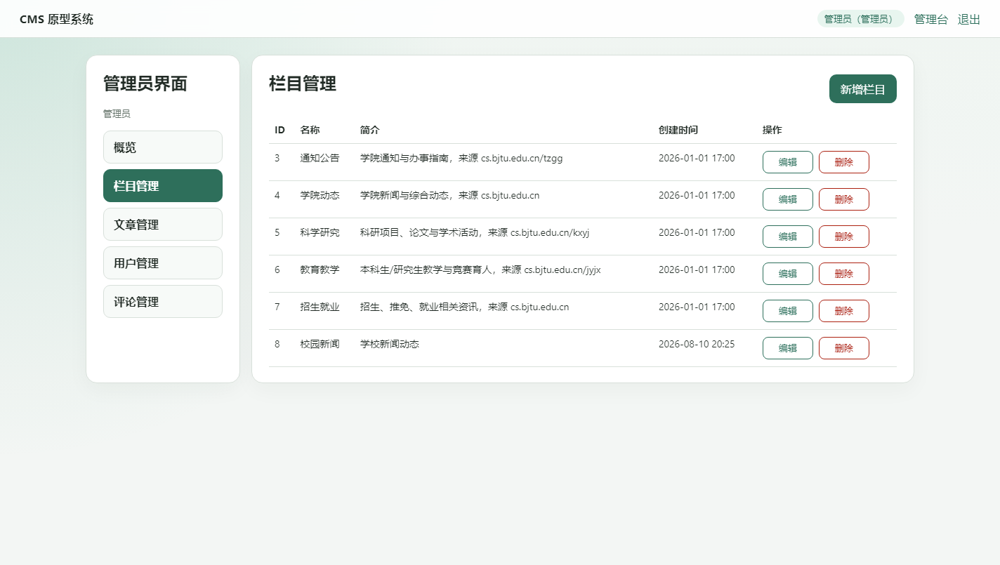 CMS 原型系统
管理员（管理员） 管理台 退出
管理员界面
管理员
概览
栏目管理
文章管理
用户管理
评论管理
栏目管理
新增栏目
ID 名称 简介 创建时间 操作
3 通知公告 学院通知与办事指南，来源 cs.bjtu.edu.cn/tzgg 2026-01-01 17:00 编辑 删除
4 学院动态 学院新闻与综合动态，来源 cs.bjtu.edu.cn 2026-01-01 17:00 编辑 删除
5 科学研究 科研项目、论文与学术活动，来源 cs.bjtu.edu.cn/kxyj 2026-01-01 17:00 编辑 删除
6 教育教学 本科生/研究生教学与竞赛育人，来源 cs.bjtu.edu.cn/jyjx 2026-01-01 17:00 编辑 删除
7 招生就业 招生、推免、就业相关资讯，来源 cs.bjtu.edu.cn 2026-01-01 17:00 编辑 删除
8 校园新闻 学校新闻动态 2026-08-10 20:25 编辑 删除